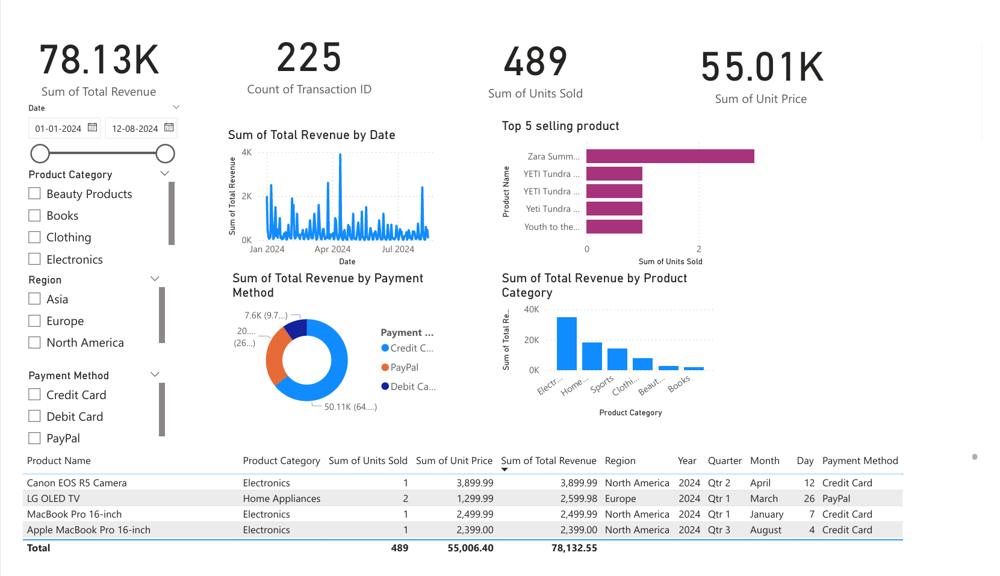 78.13K
Sum of Total Revenue
225
Count of Transaction ID
489
Sum of Units Sold
55.01K
Sum of Unit Price
Date
01-01-2024 12-08-2024
Product Category
Beauty Products
Books
Clothing
Electronics
Region
Asia
Europe
North America
Payment Method
Credit Card
Debit Card
PayPal
Sum of Total Revenue by Date
Sum of Total Revenue
4K
2K
0K
Jan 2024 Apr 2024 Jul 2024
Date
Top 5 selling product
Product Name
Zara Summ...
YETI Tundra ...
YETI Tundra ...
Yeti Tundra ...
Youth to the...
0 2
Sum of Units Sold
Sum of Total Revenue by Payment
Method
7.6K (9.7...)
20....
(26...)
50.11K (64....)
Payment ...
Credit C...
PayPal
Debit Ca...
Sum of Total Revenue by Product
Category
Sum of Total Re...
40K
20K
0K
Electr... Home... Sports Clothi... Beaut... Books
Product Category
Product Name Product Category Sum of Units Sold Sum of Unit Price Sum of Total Revenue Region Year Quarter Month Day Payment Method
Canon EOS R5 Camera Electronics 1 3,899.99 3,899.99 North America 2024 Qtr 2 April 12 Credit Card
LG OLED TV Home Appliances 2 1,299.99 2,599.98 Europe 2024 Qtr 1 March 26 PayPal
MacBook Pro 16-inch Electronics 1 2,499.99 2,499.99 North America 2024 Qtr 1 January 7 Credit Card
Apple MacBook Pro 16-inch Electronics 1 2,399.00 2,399.00 North America 2024 Qtr 3 August 4 Credit Card
Total 489 55,006.40 78,132.55